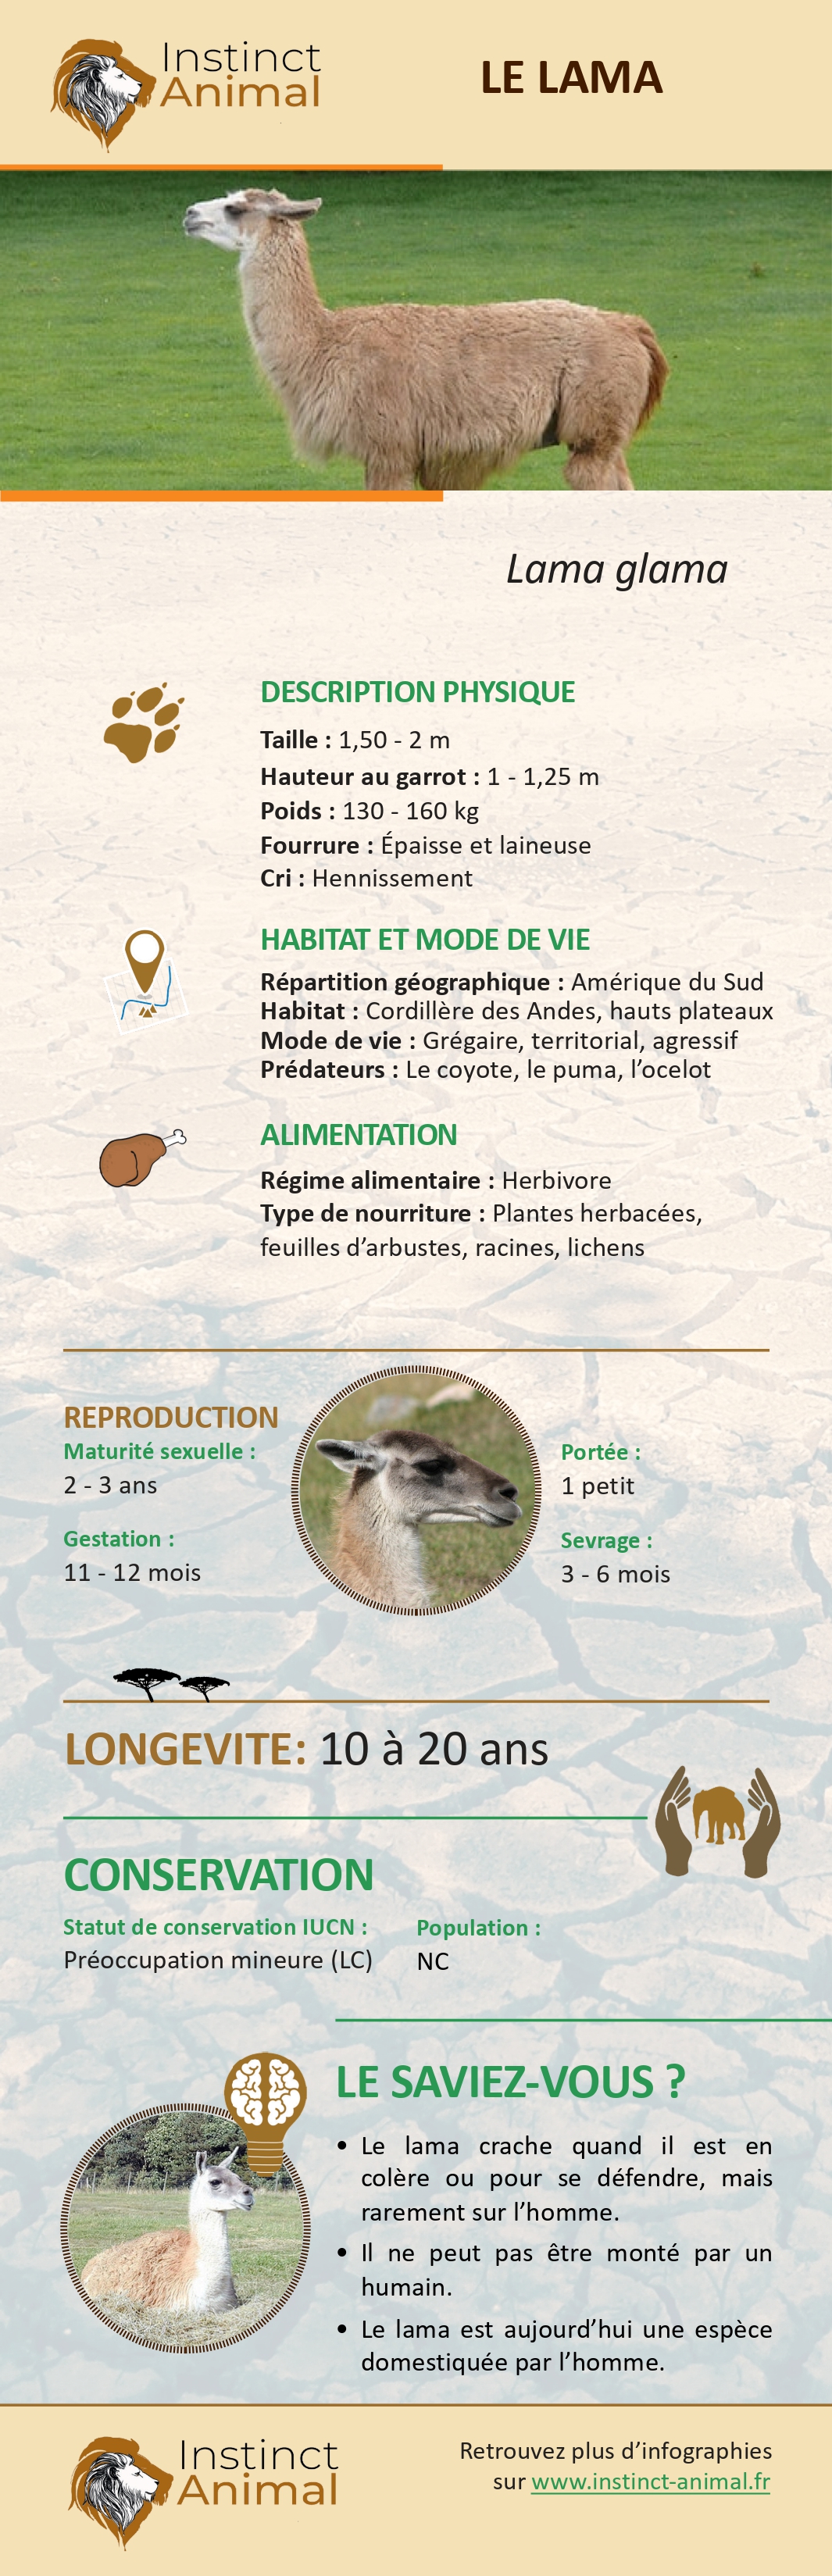 Instinct
Animal
LE LAMA
Lama glama
DESCRIPTION PHYSIQUE
Taille : 1,50 - 2 m
Hauteur au garrot : 1 - 1,25 m
Poids : 130 - 160 kg
Fourrure : Épaisse et laineuse
Cri : Hennissement
HABITAT ET MODE DE VIE
Répartition géographique : Amérique du Sud
Habitat : Cordillère des Andes, hauts plateaux
Mode de vie : Grégaire, territorial, agressif
Prédateurs : Le coyote, le puma, l’ocelot
ALIMENTATION
Régime alimentaire : Herbivore
Type de nourriture : Plantes herbacées,
feuilles d’arbustes, racines, lichens
REPRODUCTION
Maturité sexuelle :
2 - 3 ans
Gestation :
11 - 12 mois
Portée :
1 petit
Sevrage :
3 - 6 mois
LONGEVITE: 10 à 20 ans
CONSERVATION
Statut de conservation IUCN :
Préoccupation mineure (LC)
Population :
NC
LE SAVIEZ-VOUS ?
• Le lama crache quand il est en
colère ou pour se défendre, mais
rarement sur l’homme.
• Il ne peut pas être monté par un
humain.
• Le lama est aujourd’hui une espèce
domestiquée par l’homme.
Instinct
Animal
Retrouvez plus d’infographies
sur www.instinct-animal.fr